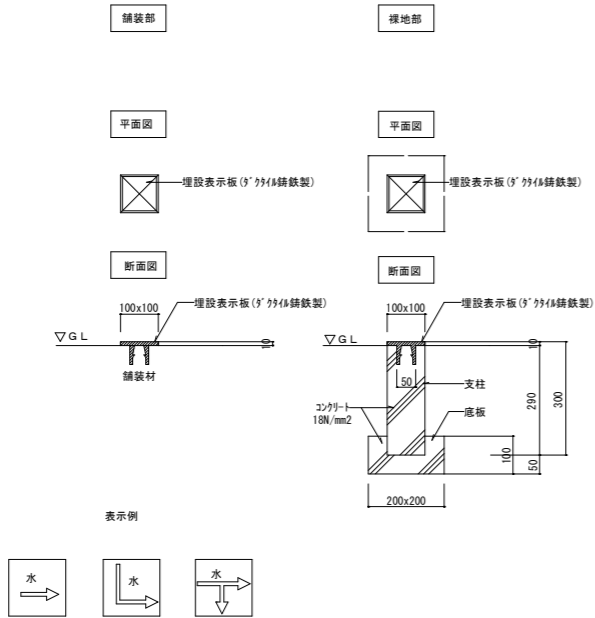 舗装部
裸地部
平面図
平面図
埋設表示板(ダクタイル鋳鉄製)
埋設表示板(ダクタイル鋳鉄製)
断面図
断面図
100x100
埋設表示板(ダクタイル鋳鉄製)
100x100
埋設表示板(ダクタイル鋳鉄製)
▽GL
10
▽GL
10
舗装材
50
支柱
290
300
コンクリート
18N/mm2
底板
100
50
200x200
表示例
水
水
水